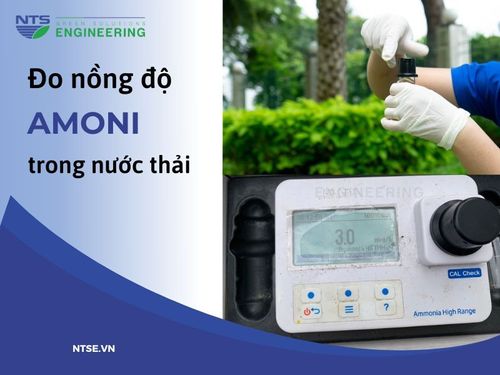 NTS
GREEN SOLUTIONS
ENGINEERING
Đo nồng độ
AMONI
trong nước thải
NTSE.VN
ENGINEERING
3.0
CAL Check
?
Ammonia High Range